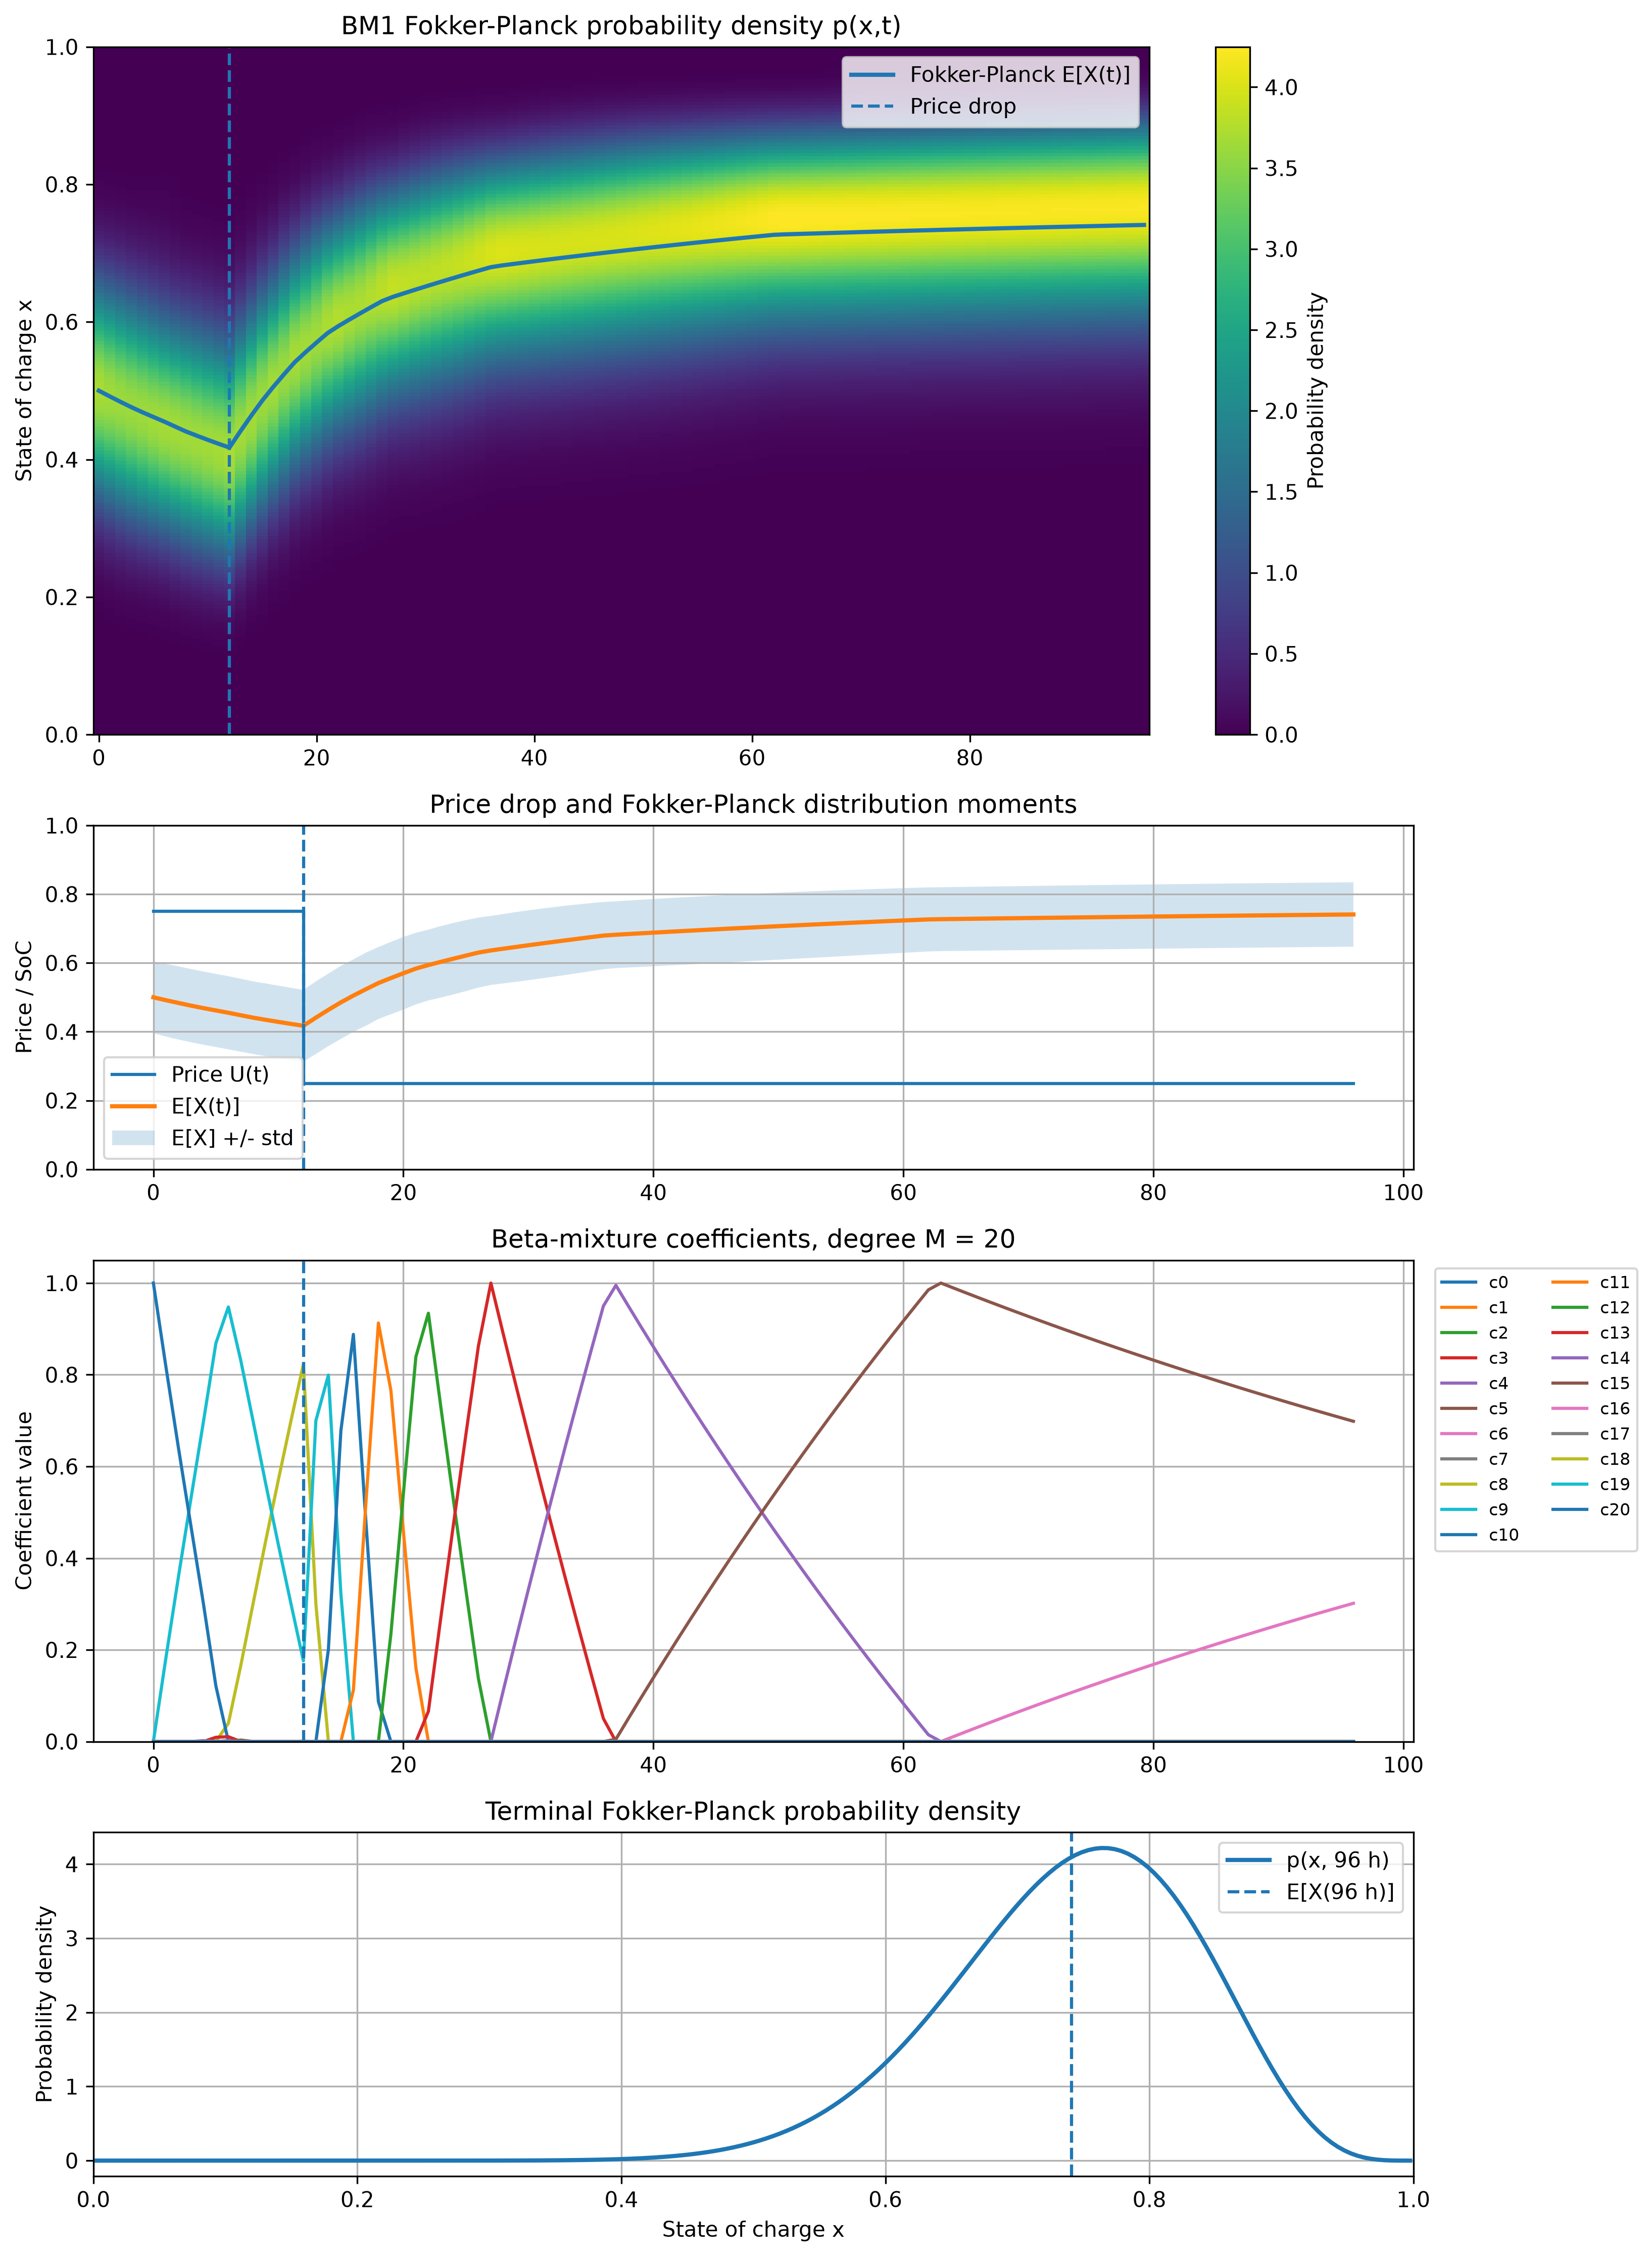 BM1 Fokker-Planck probability density p(x,t)
1.0
0.8
0.6
0.4
0.2
0.0
State of charge x
0
20
40
60
80
Fokker-Planck E[X(t)]
Price drop
4.0
3.5
3.0
2.5
2.0
1.5
1.0
0.5
0.0
Probability density
Price drop and Fokker-Planck distribution moments
1.0
0.8
0.6
0.4
0.2
0.0
Price / SoC
Price U(t)
E[X(t)]
E[X] +/- std
0
20
40
60
80
100
Beta-mixture coefficients, degree M = 20
1.0
0.8
0.6
0.4
0.2
0.0
Coefficient value
0
20
40
60
80
100
c0
c1
c2
c3
c4
c5
c6
c7
c8
c9
c10
c11
c12
c13
c14
c15
c16
c17
c18
c19
c20
Terminal Fokker-Planck probability density
4
3
2
1
0
Probability density
p(x, 96 h)
E[X(96 h)]
0.0
0.2
0.4
0.6
0.8
1.0
State of charge x